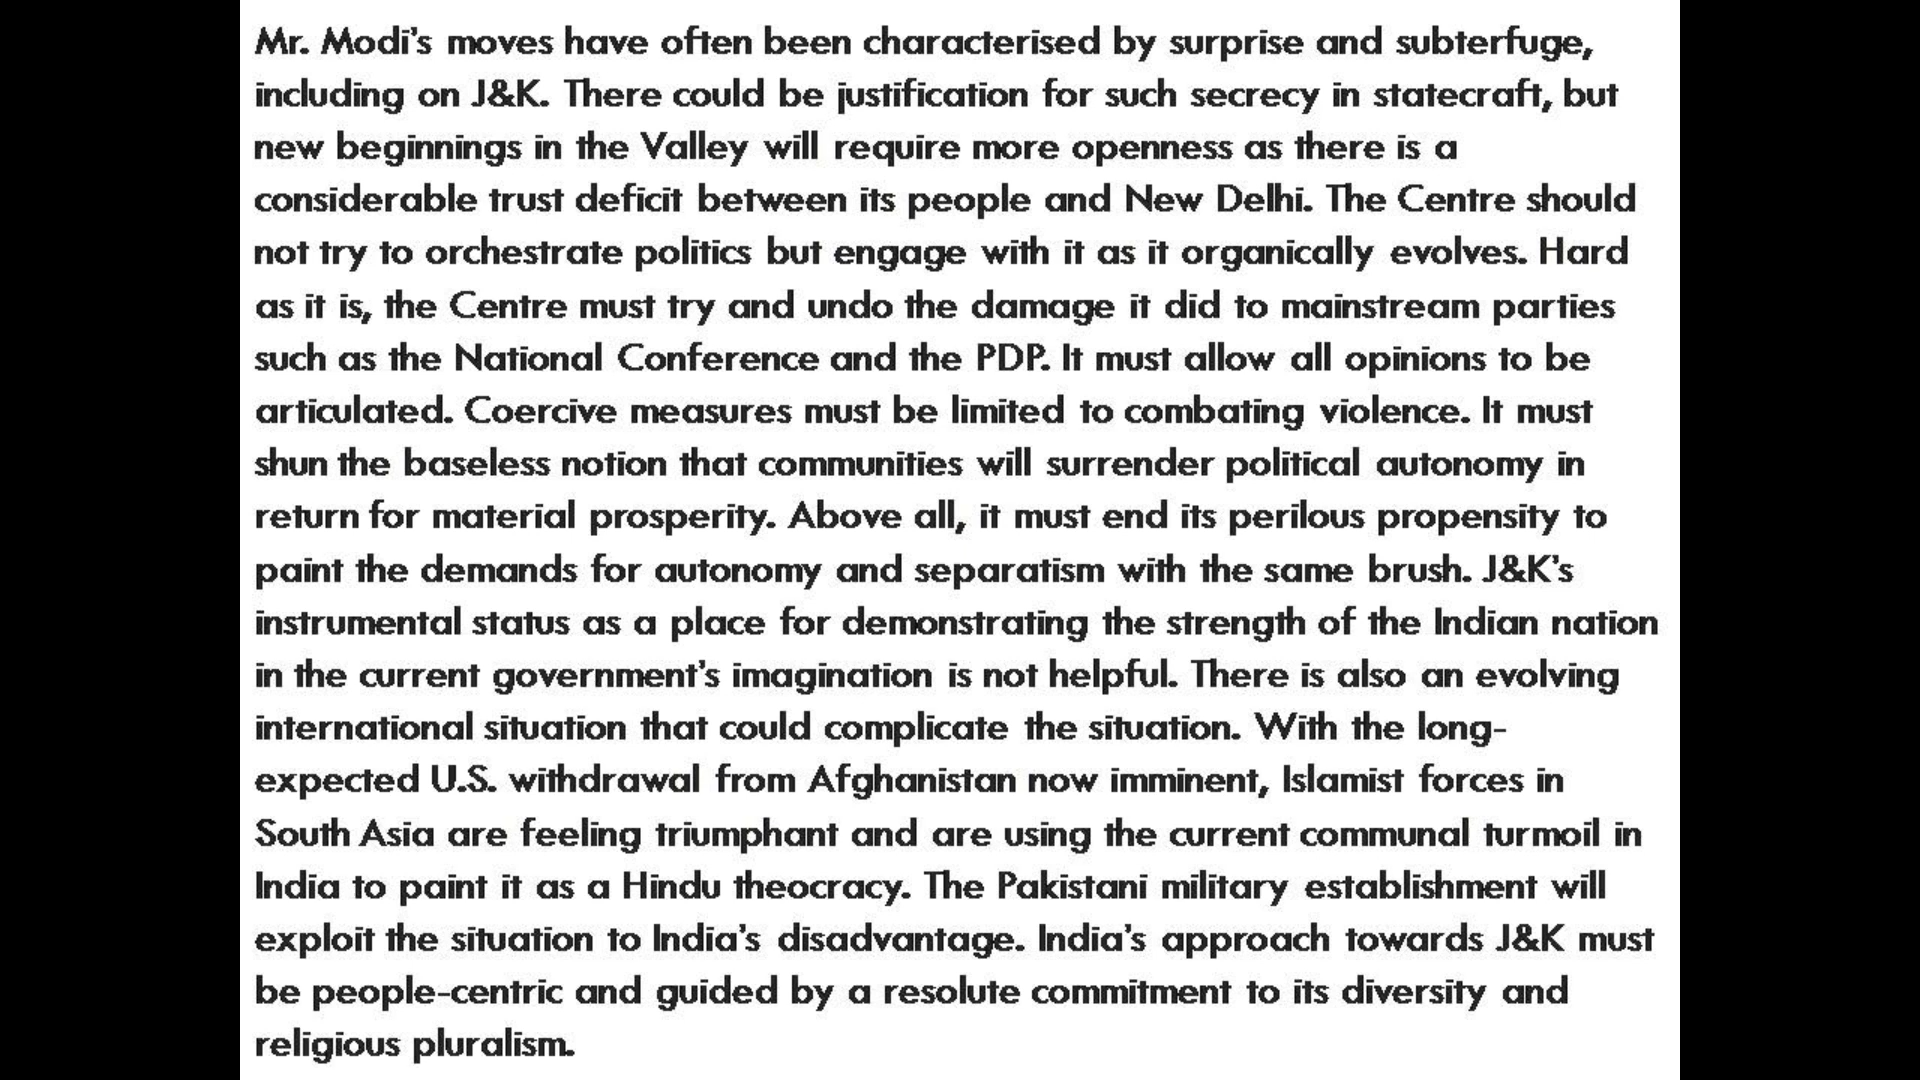 Mr. Modi's moves have often been characterised by surprise and subterfuge,
including on J&K. There could be justification for such secrecy in statecraft, but
new beginnings in the Valley will require more openness as there is a
considerable trust deficit between its people and New Delhi. The Centre should
not try to orchestrate politics but engage with it as it organically evolves. Hard
as it is, the Centre must try and undo the damage it did to mainstream parties
such as the National Conference and the PDP. It must allow all opinions to be
articulated. Coercive measures must be limited to combating violence. It must
shun the baseless notion that communities will surrender political autonomy in
return for material prosperity. Above all, it must end its perilous propensity to
paint the demands for autonomy and separatism with the same brush. J&K's
instrumental status as a place for demonstrating the strength of the Indian nation
in the current government's imagination is not helpful. There is also an evolving
international situation that could complicate the situation. With the long-
expected U.S. withdrawal from Afghanistan now imminent, Islamist forces in
South Asia are feeling triumphant and are using the current communal turmoil in
India to paint it as a Hindu theocracy. The Pakistani military establishment will
exploit the situation to India's disadvantage. India's approach towards J&K must
be people-centric and guided by a resolute commitment to its diversity and
religious pluralism.